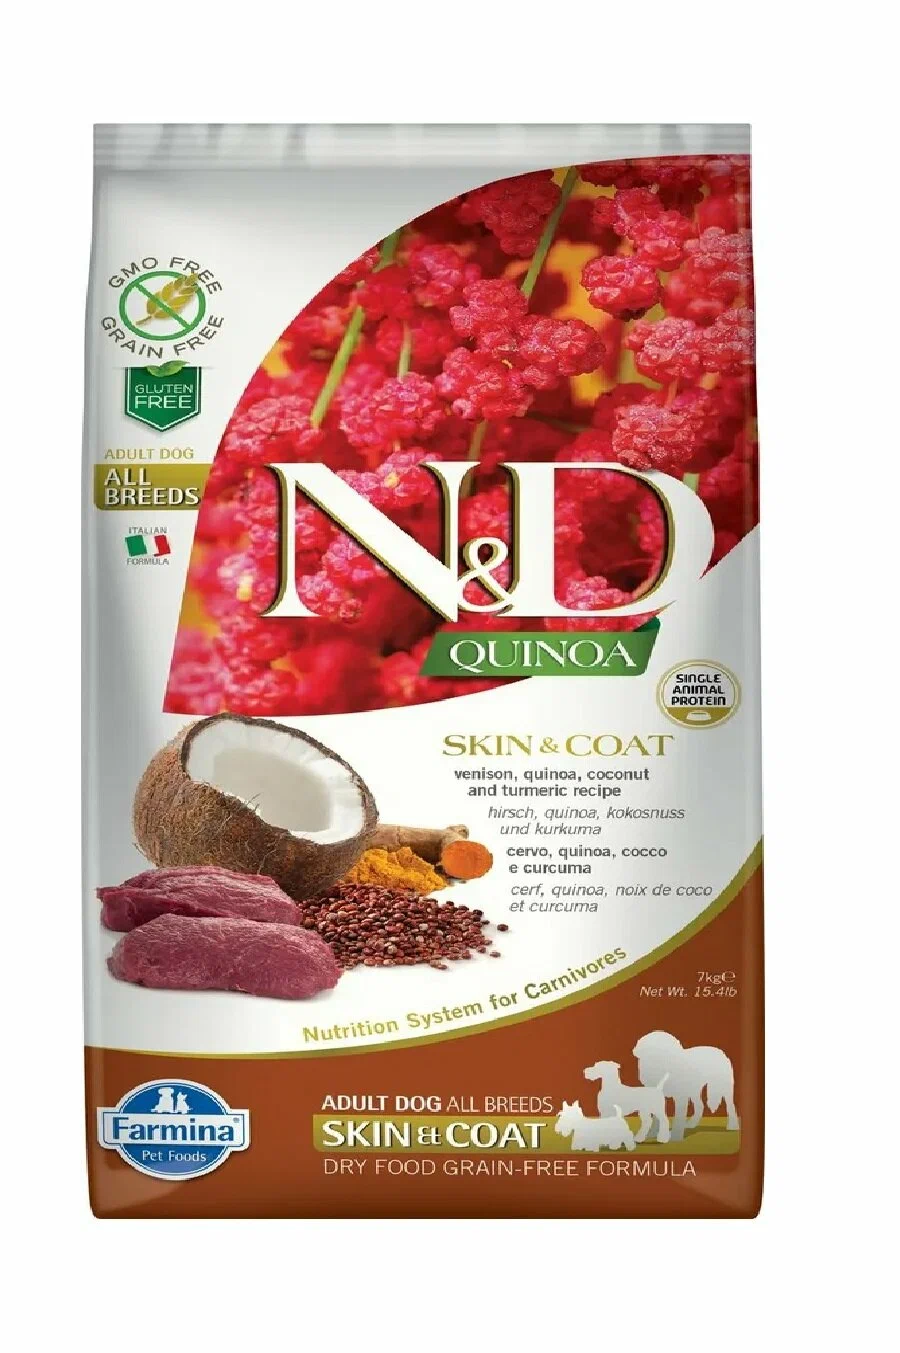 GMO FREE
GRAIN FREE
GLUTEN
FREE
ADULT DOG
ALL
BREEDS
ITALIAN
FORMULA
N&D
QUINOA
SINGLE
ANIMAL
PROTEIN
SKIN & COAT
venison, quinoa, coconut
and turmeric recipe
hirsch, quinoa, kokosnuss
und kurkuma
cervo, quinoa, cocco
e curcuma
cerf, quinoa, noix de coco
et curcuma
Nutrition System for Carnivores
7kg℮
Net Wt. 15.4lb
Farmina
Pet Foods
ADULT DOG ALL BREEDS
SKIN & COAT
DRY FOOD GRAIN-FREE FORMULA